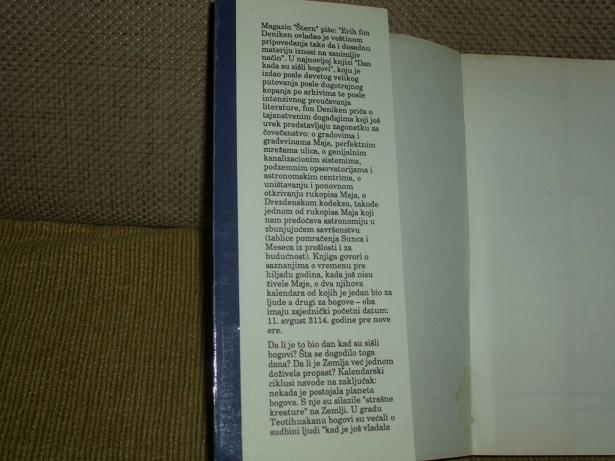 Magazin "Štern" piše: "Erih fon
Deniken ovladao je veštinom
pripovedanja tako da i dosadnu
materiju iznosi na zanimljiv
način". U najnovijoj knjizi "Dan
kada su sišli bogovi", koju je
izdao posle devetog velikog
putovanja posle dugotrajnog
kopanja po arhivima te posle
intenzivnog proučavanja
literature, fon Deniken priča o
tajanstvenim događajima koji još
uvek predstavljaju zagonetku za
čovečanstvo: o gradovima i
građevinama Maja, perfektnim
mrežama ulica, o genijalnim
kanalizacionim sistemima,
podzemnim opservatorijama i
astronomskim centrima, o
uništavanju i ponovnom
otkrivanju rukopisa Maja, o
Drezdenskom kodeksu, takođe
jednom od rukopisa Maja koji
nam predočava astronomiju u
zbunjujućem savršenstvu
(tablice pomračenja Sunca i
Meseca iz prošlosti i za
budućnost). Knjiga govori o
saznanjima o vremenu pre
hiljadu godina, kada još nisu
živele Maje, o dva njihova
kalendara od kojih je jedan bio za
ljude a drugi za bogove – oba
imaju zajednički početni datum:
11. avgust 3114. godine pre nove
ere.
Da li je to bio dan kad su sišli
bogovi? Šta se dogodilo toga
dana? Da li je Zemlja već jednom
doživela propast? Kalendarski
ciklusi navode na zaključak:
nekada je postojala planeta
bogova. S nje su silazile "strašne
kreature" na Zemlji. U gradu
Teotihuakanu bogovi su većali o
sudbini ljudi "kad je još vladala